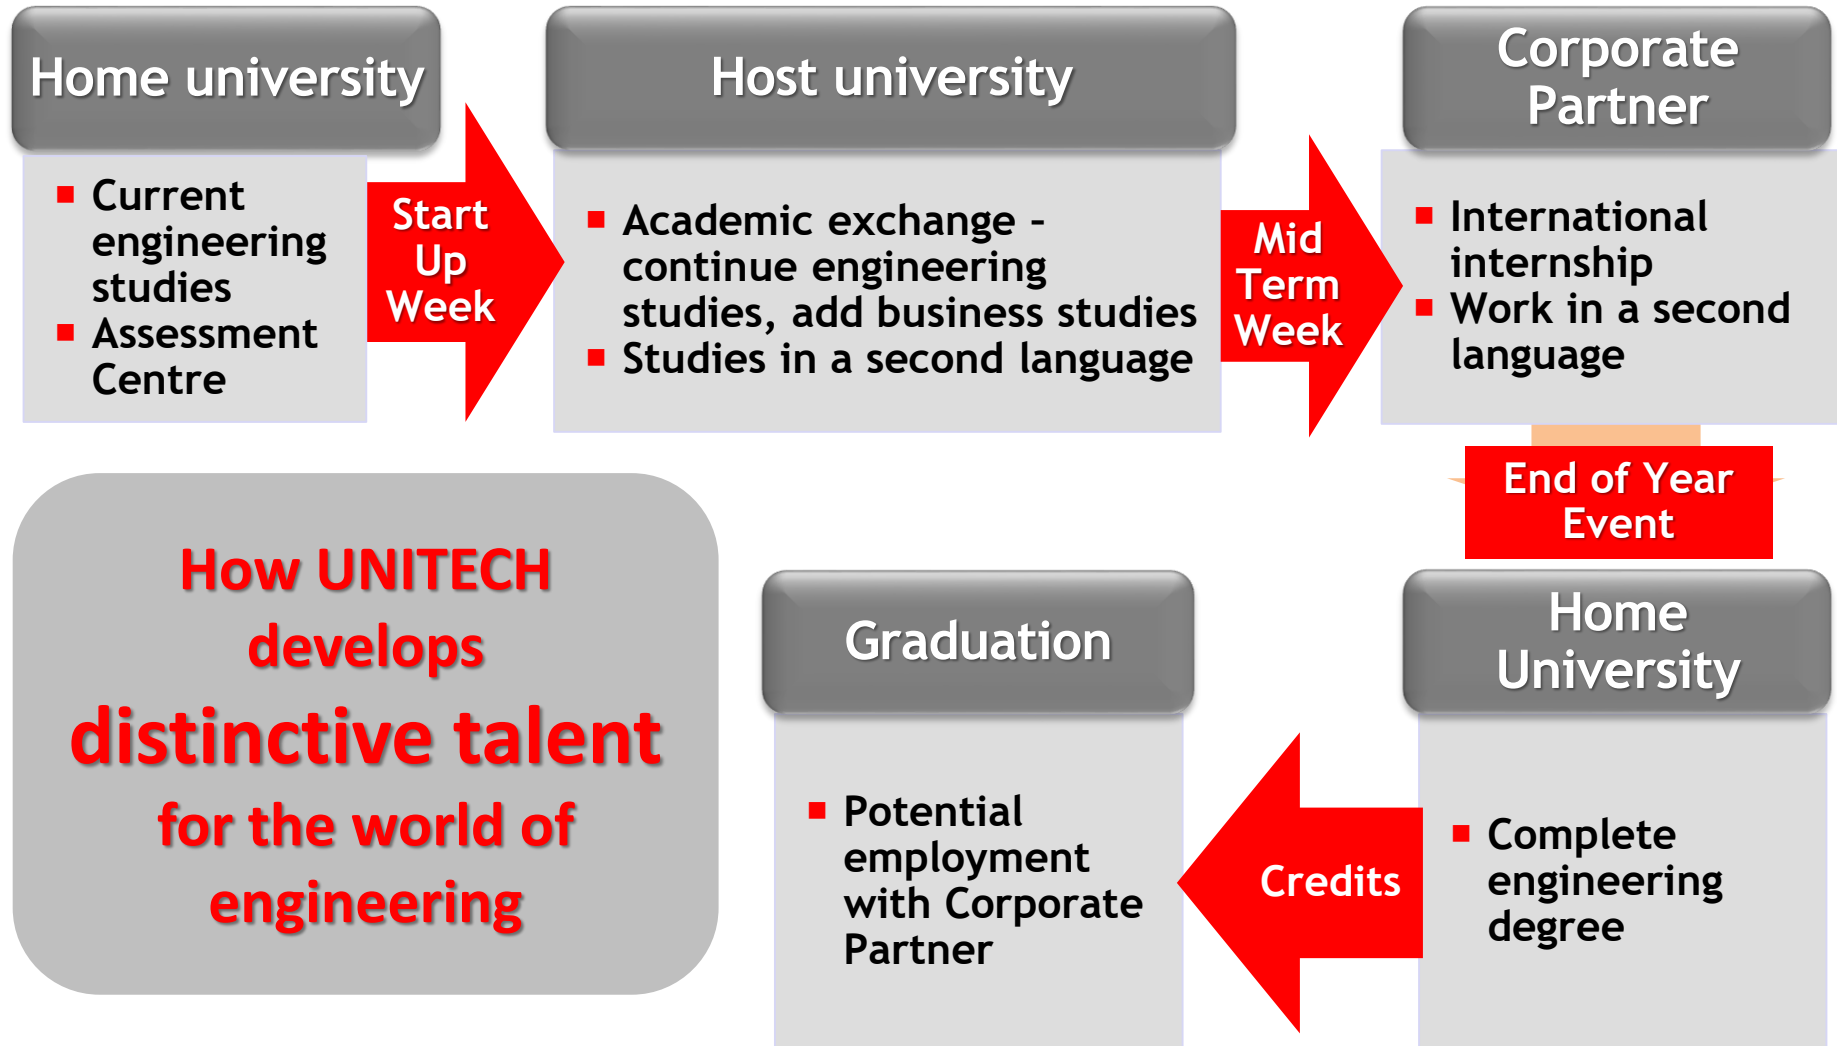 Home university
▪ Current
engineering
studies
▪ Assessment
Centre
Start
Up
Week
Host university
▪ Academic exchange –
continue engineering
studies, add business studies
▪ Studies in a second language
Mid
Term
Week
Corporate
Partner
▪ International
internship
▪ Work in a second
language
End of Year
Event
Home
University
▪ Complete
engineering
degree
Credits
Graduation
▪ Potential
employment
with Corporate
Partner
How UNITECH
develops
distinctive talent
for the world of
engineering